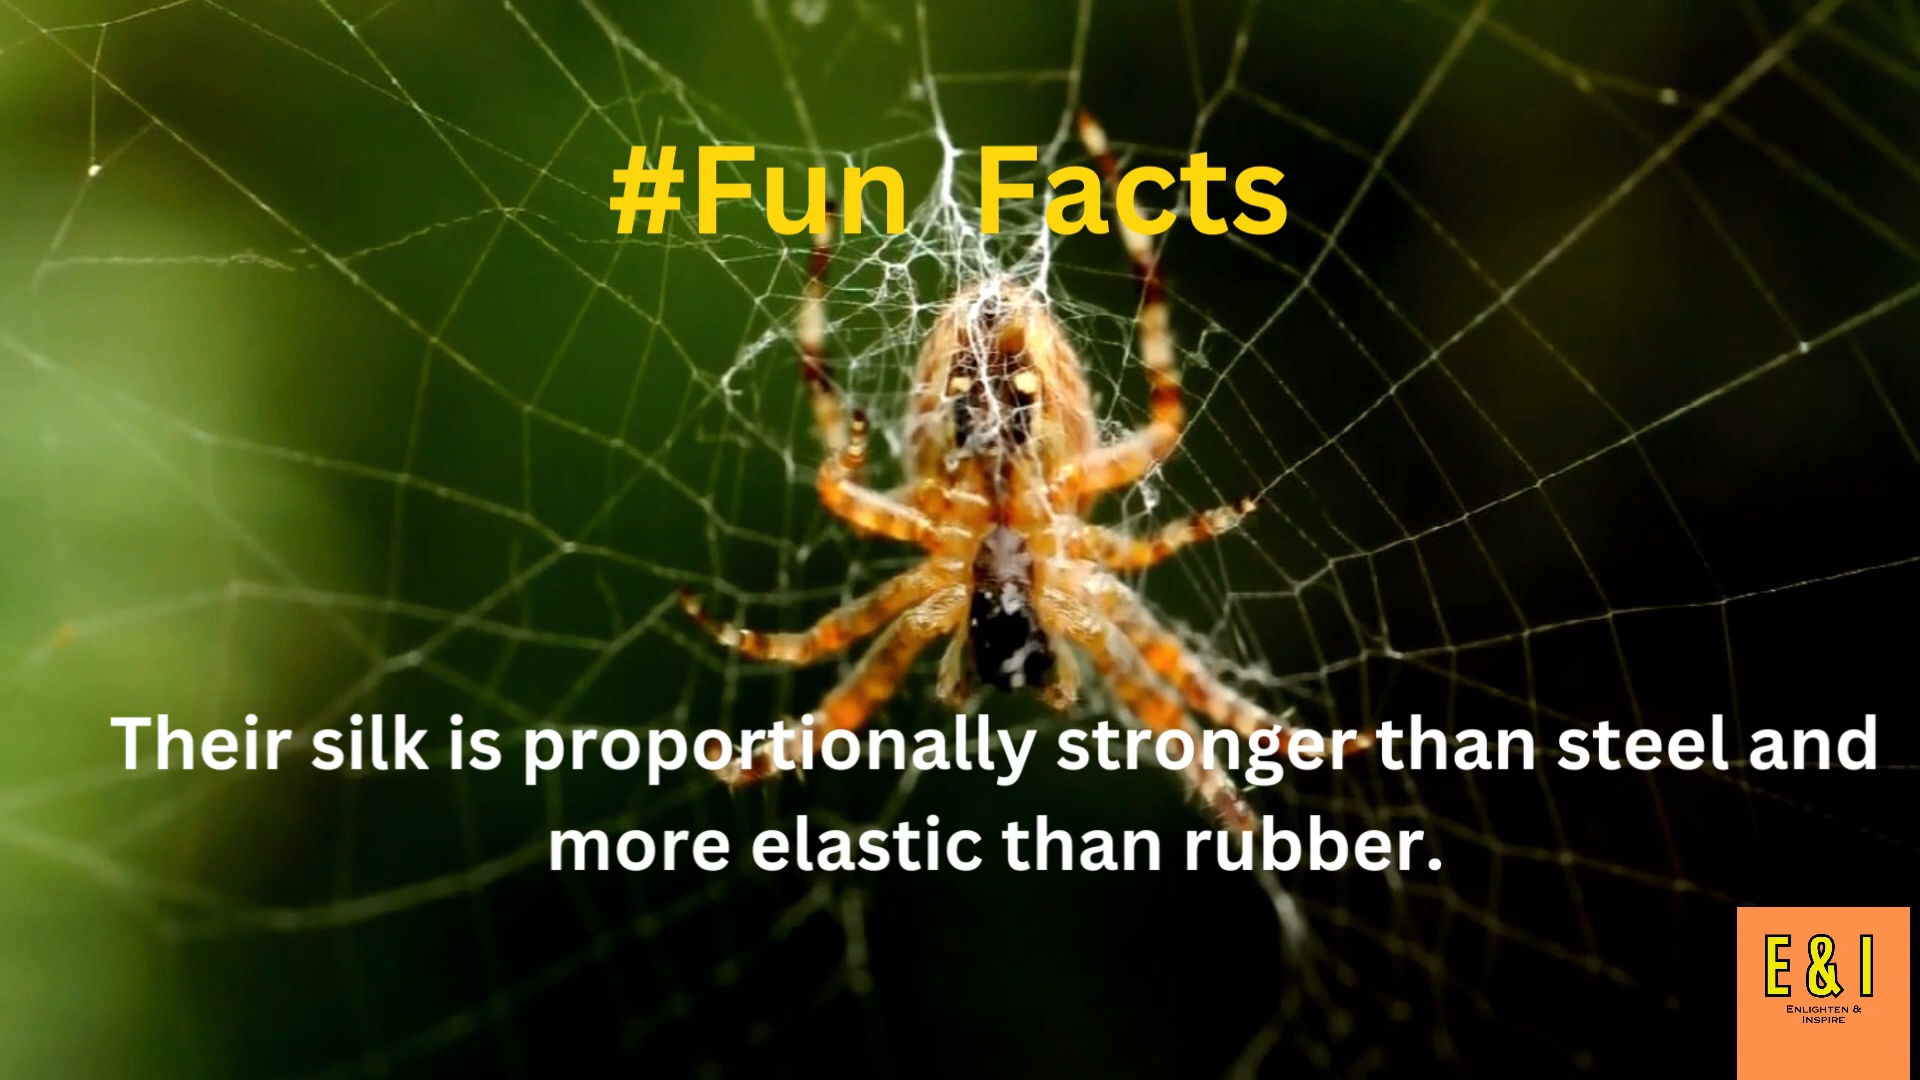 #Fun Facts
Their silk is proportionally stronger than steel and
more elastic than rubber.
E & I
ENLIGHTEN &
INSPIRE